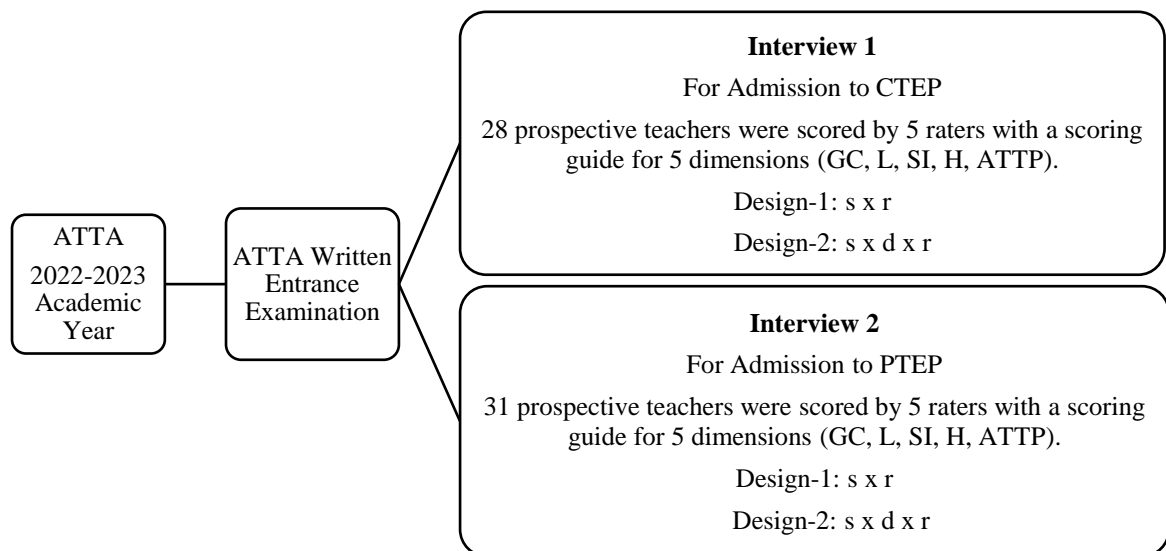 ATTA
2022-2023
Academic
Year
ATTA Written
Entrance
Examination
Interview 1
For Admission to CTEP
28 prospective teachers were scored by 5 raters with a scoring
guide for 5 dimensions (GC, L, SI, H, ATTP).
Design-1: s x r
Design-2: s x d x r
Interview 2
For Admission to PTEP
31 prospective teachers were scored by 5 raters with a scoring
guide for 5 dimensions (GC, L, SI, H, ATTP).
Design-1: s x r
Design-2: s x d x r